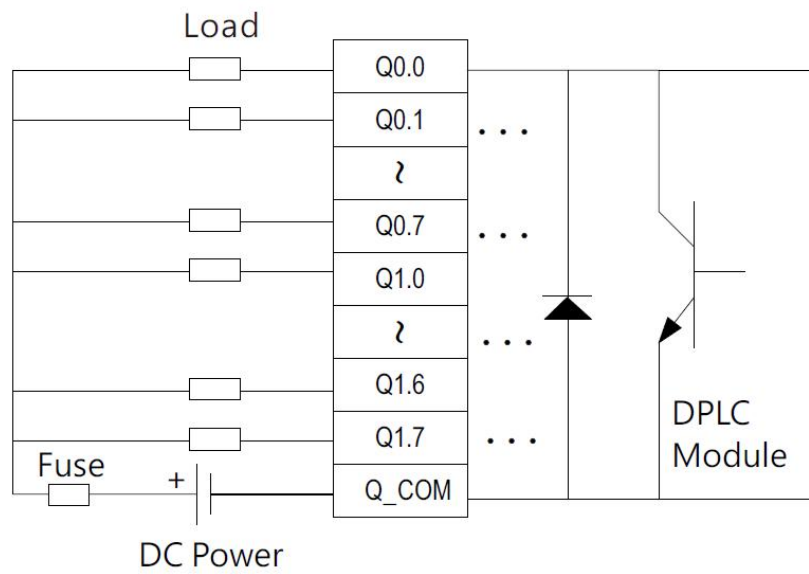 Load
Q0.0
Q0.1
~
Q0.7
Q1.0
~
Q1.6
Q1.7
Q_COM
Fuse
+
DC Power
DPLC
Module